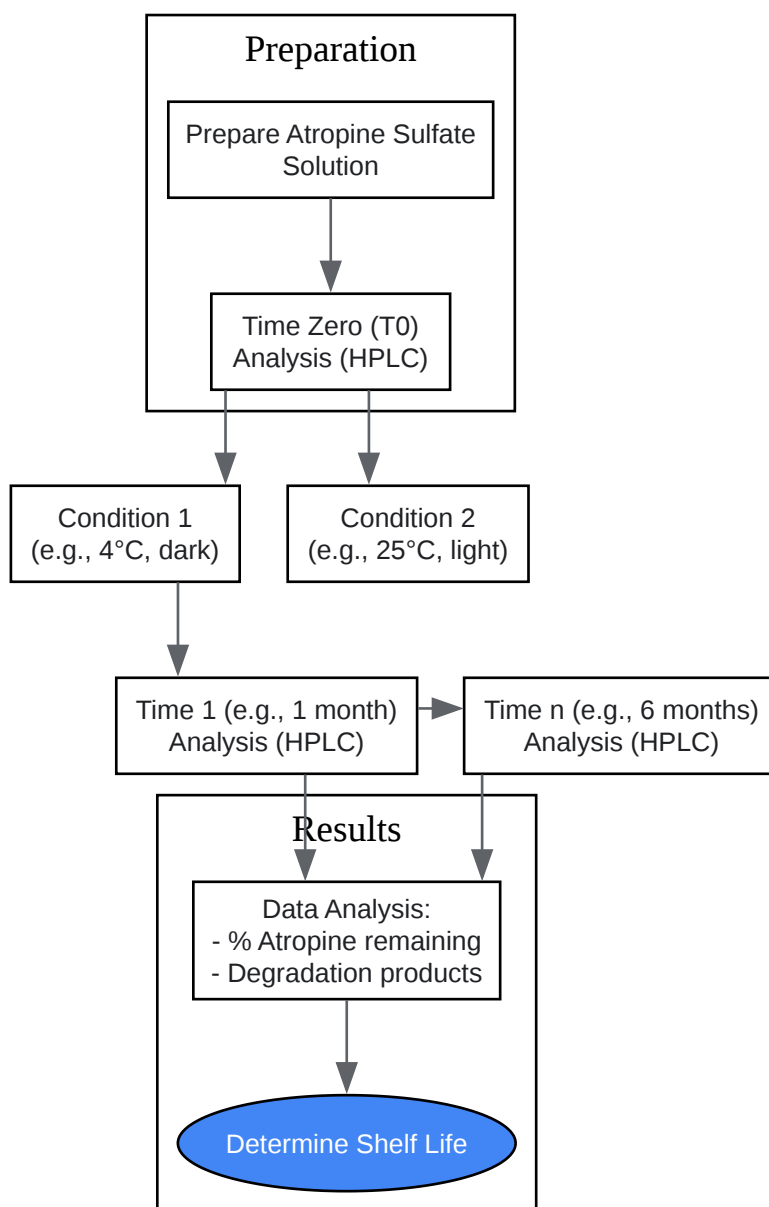 Preparation
Prepare Atropine Sulfate
Solution
Time Zero (T0)
Analysis (HPLC)
Condition 1
(e.g., 4°C, dark)
Condition 2
(e.g., 25°C, light)
Time 1 (e.g., 1 month)
Analysis (HPLC)
Time n (e.g., 6 months)
Analysis (HPLC)
Results
Data Analysis:
- % Atropine remaining
- Degradation products
Determine Shelf Life